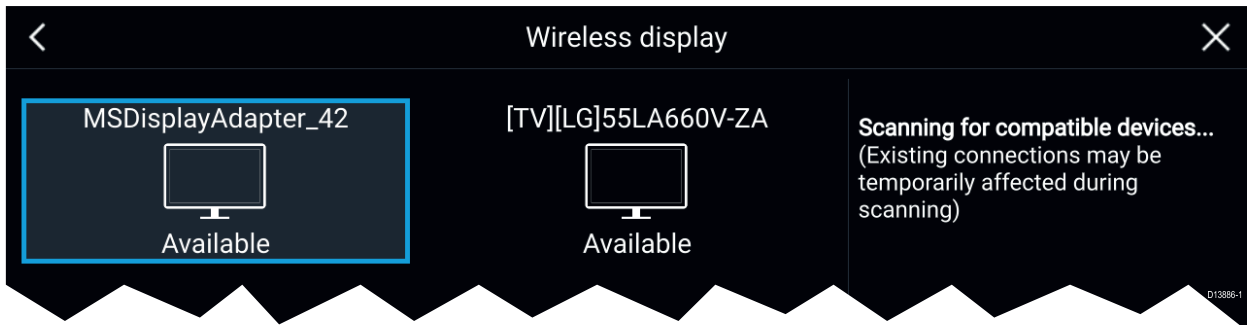 Wireless display
MSDisplayAdapter_42
Available
[TV][LG]55LA660V-ZA
Available
Scanning for compatible devices...
(Existing connections may be
temporarily affected during
scanning)
D13886-1